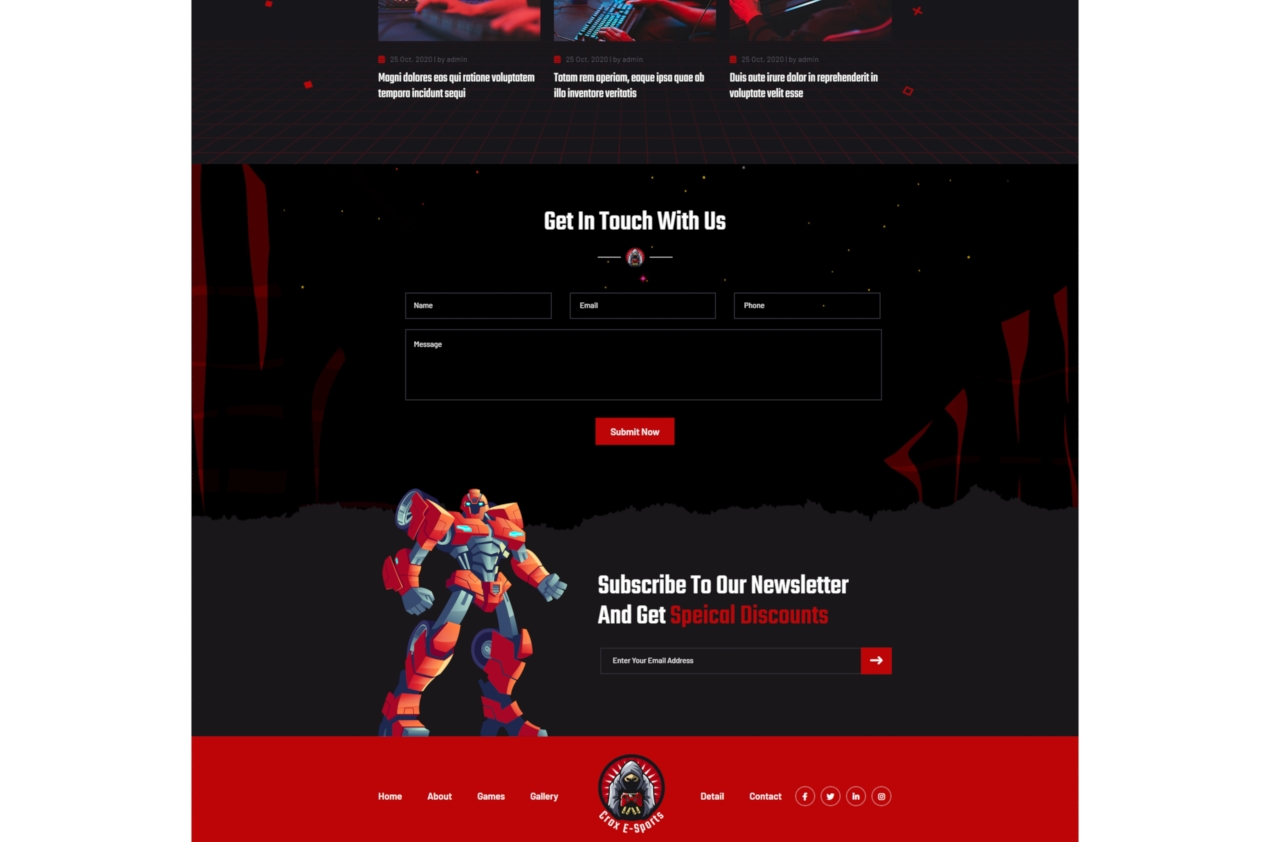 25 Oct. 2020 | by admin
25 Oct. 2020 | by admin
25 Oct. 2020 | by admin
Magni dolores eos qui ratione voluptatem
tempora incidunt sequi
Totam rem aperiam, eaque ipsa quae ab
illo inventore veritatis
Duis aute irure dolor in reprehenderit in
voluptate velit esse
Get In Touch With Us
Name
Email
Phone
Message
Submit Now
Subscribe To Our Newsletter
And Get Speical Discounts
Enter Your Email Address
Home
About
Games
Gallery
Crox E-Sports
Detail
Contact